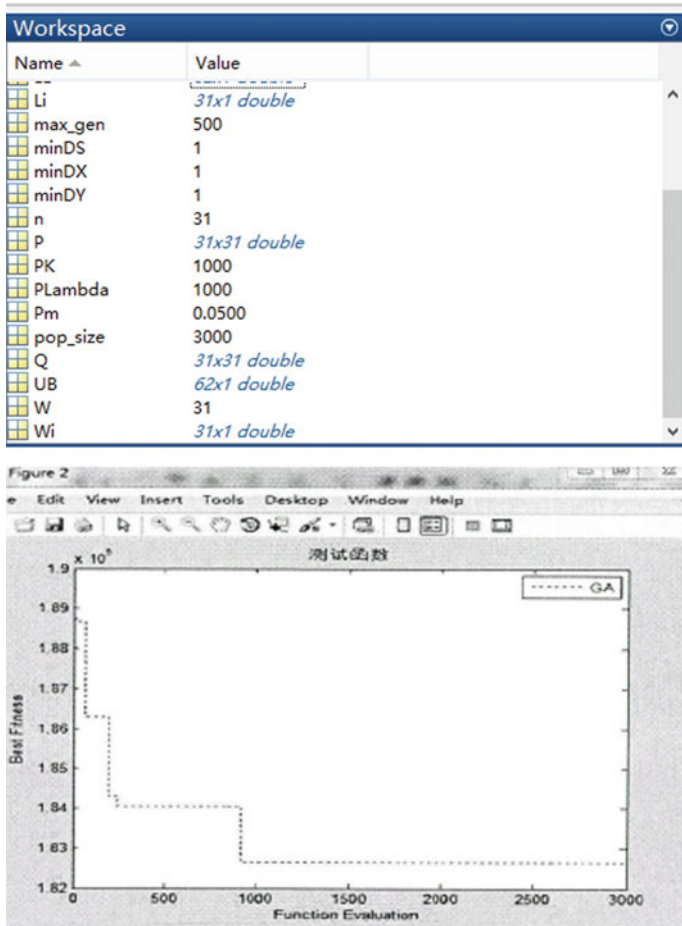 Workspace
Name Value
Li 31x1 double
max_gen 500
minDS 1
minDX 1
minDY 1
n 31
P 31x31 double
PK 1000
PLambda 1000
Pm 0.0500
pop_size 3000
Q 31x31 double
UB 62x1 double
W 31
Wi 31x1 double
Figure 2
e Edit View Insert Tools Desktop Window Help
测试函数
x 10
GA
1.9
1.89
1.88
1.87
1.86
1.85
1.84
1.83
1.82
Best Fitness
0 500 1000 1500 2000 2500 3000
Function Evaluation